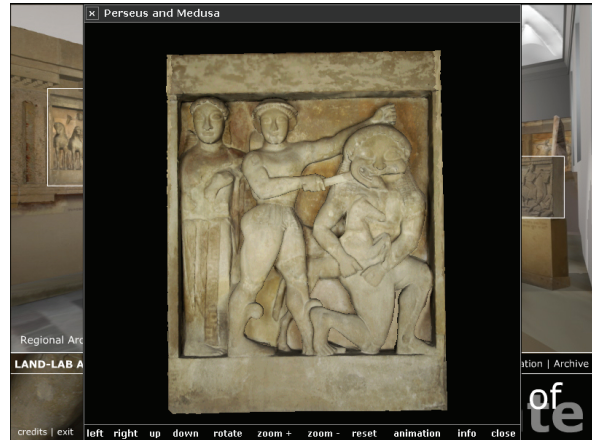 x Perseus and Medusa
Regional Arc
LAND-LAB A
ation | Archive
of
te
credits | exit
left right up down rotate zoom + zoom - reset animation info close